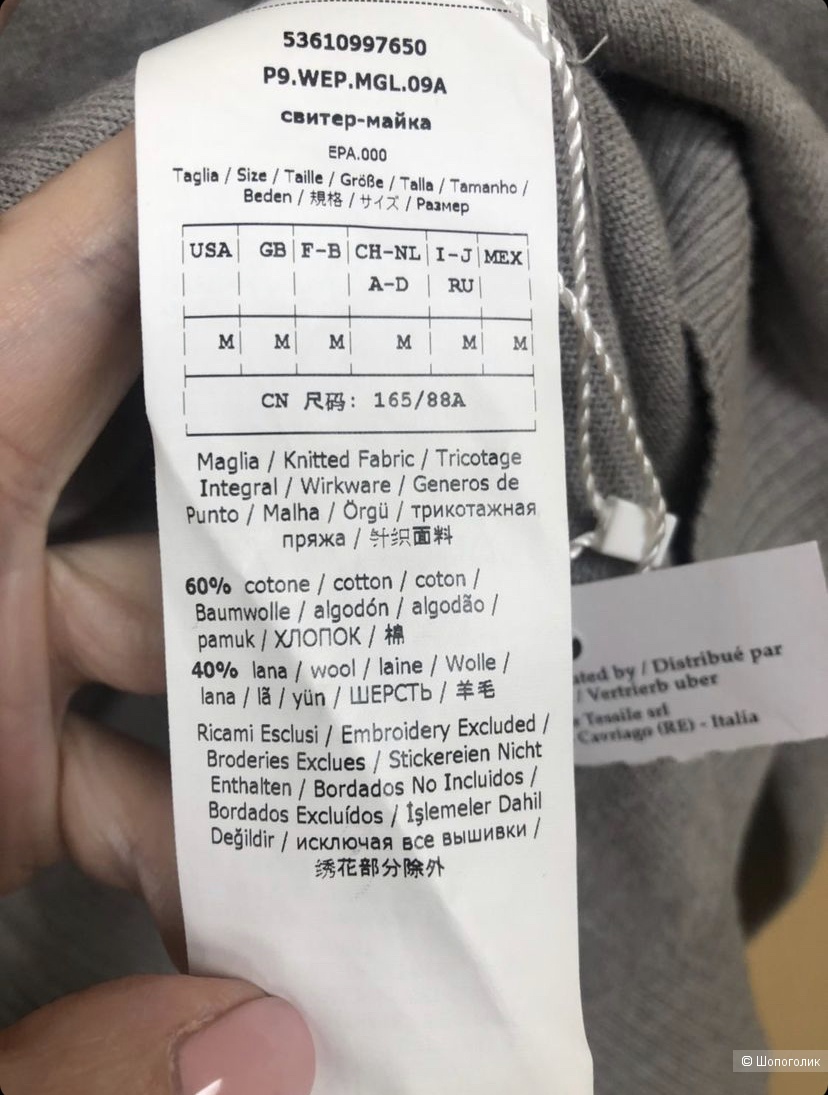 53610997650
P9.WEP.MGL.09A
свитер-майка
EPA.000
Taglia / Size / Taille / Größe / Talla / Tamanho /
Beden / 規格 / サイズ / Размер
USA GB F-B CH-NL I-J MEX
A-D RU
M M M M M M
CN 尺码: 165/88A
Maglia / Knitted Fabric / Tricotage
Integral / Wirkware / Generos de
Punto / Malha / Örgü / трикотажная
пряжа / 针织面料
60% cotone / cotton / coton /
Baumwolle / algodón / algodão /
pamuk / ХЛОПОК / 棉
40% lana / wool / laine / Wolle /
lana / lã / yün / ШЕРСТЬ / 羊毛
Ricami Esclusi / Embroidery Excluded /
Broderies Exclues / Stickereien Nicht
Enthalten / Bordados No Incluidos /
Bordados Excluídos / İşlemeler Dahil
Değildir / исключая все вышивки /
绣花部分除外
by / Distribué par
/ Vertrierb uber
Tessile srl
Cavriago (RE) - Italia
© Шопоголик